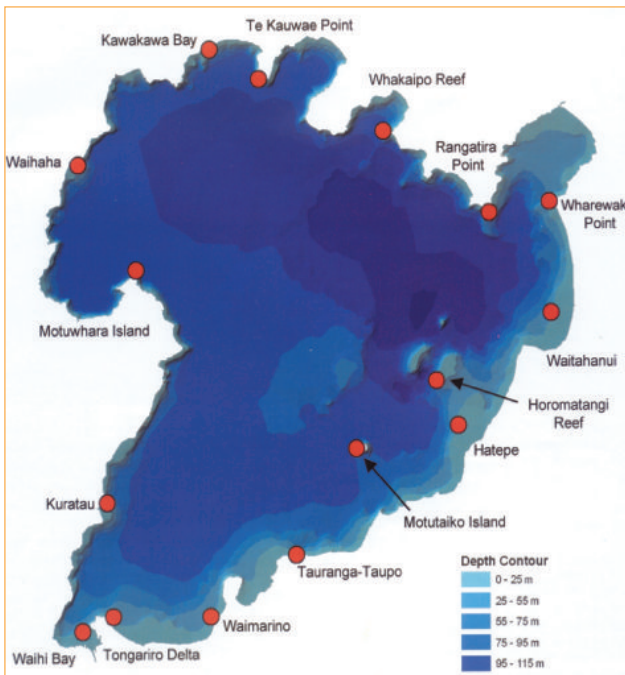 Te Kauwae Point
Kawakawa Bay
Whakaipo Reef
Rangatira
Point
Waihaha
Wharewak
Point
Motuwhara Island
Waitahanui
Horomatangi
Reef
Hatepe
Kuratau
Motutaiko Island
Tauranga-Taupo
Waimarino
Tongariro Delta
Waihi Bay
Depth Contour
0 - 25 m
25 - 55 m
55 - 75 m
75 - 95 m
95 - 115 m